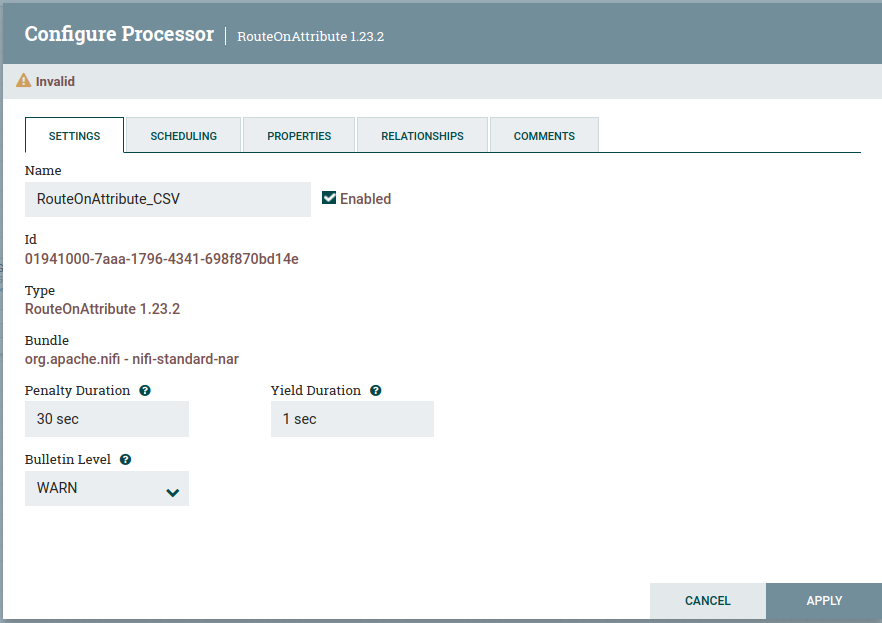 Configure Processor | RouteOnAttribute 1.23.2
Invalid
SETTINGS SCHEDULING PROPERTIES RELATIONSHIPS COMMENTS
Name
RouteOnAttribute_CSV Enabled
Id
01941000-7aaa-1796-4341-698f870bd14e
Type
RouteOnAttribute 1.23.2
Bundle
org.apache.nifi - nifi-standard-nar
Penalty Duration Yield Duration
30 sec 1 sec
Bulletin Level
WARN
CANCEL APPLY